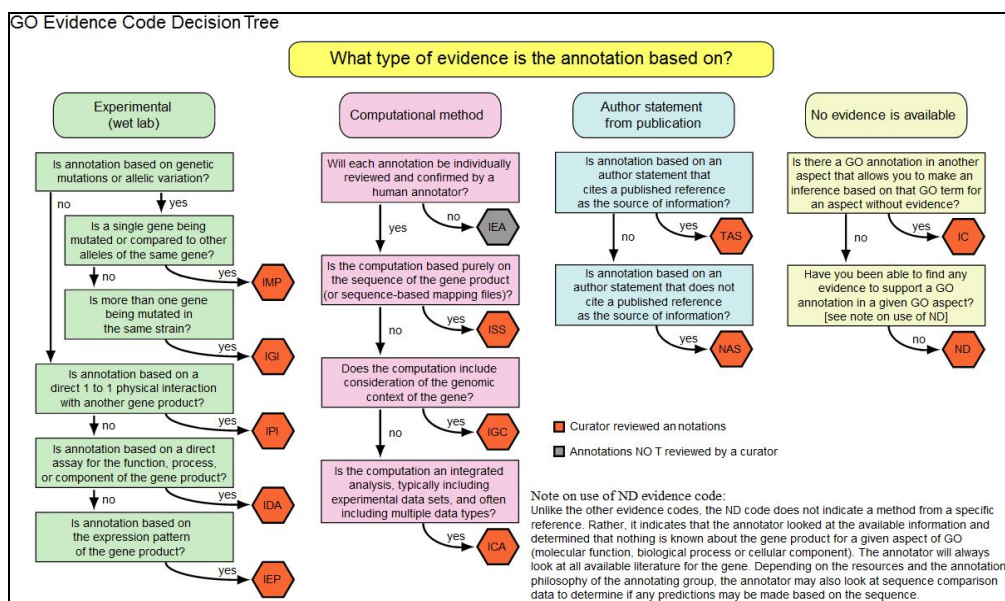 GO Evidence Code Decision Tree
What type of evidence is the annotation based on?
Experimental
(wet lab)
Is annotation based on genetic
mutations or allelic variation?
no
yes
Is a single gene being
mutated or compared to other
alleles of the same gene?
no
yes
IMP
Is more than one gene
being mutated in
the same strain?
yes
IGI
Is annotation based on a
direct 1 to 1 physical interaction
with another gene product?
no
yes
IPI
Is annotation based on a direct
assay for the function, process,
or component of the gene product?
no
yes
IDA
Is annotation based on
the expression pattern
of the gene product?
yes
IEP
Computational method
Will each annotation be individually
reviewed and confirmed by a
human annotator?
yes
no
IEA
Is the computation based purely on
the sequence of the gene product
(or sequence-based mapping files)?
no
yes
ISS
Does the computation include
consideration of the genomic
context of the gene?
no
yes
IGC
Is the computation an integrated
analysis, typically including
experimental data sets, and often
including multiple data types?
yes
ICA
Author statement
from publication
Is annotation based on an
author statement that
cites a published reference
as the source of information?
no
yes
TAS
Is annotation based on an
author statement that does not
cite a published reference
as the source of information?
yes
NAS
No evidence is available
Is there a GO annotation in another
aspect that allows you to make an
inference based on that GO term for
an aspect without evidence?
no
yes
IC
Have you been able to find any
evidence to support a GO
annotation in a given GO aspect?
[see note on use of ND]
no
ND
Curator reviewed an notations
Annotations NO T reviewed by a curator
Note on use of ND evidence code:
Unlike the other evidence codes, the ND code does not indicate a method from a specific
reference. Rather, it indicates that the annotator looked at the available information and
determined that nothing is known about the gene product for a given aspect of GO
(molecular function, biological process or cellular component). The annotator will always
look at all available literature for the gene. Depending on the resources and the annotation
philosophy of the annotating group, the annotator may also look at sequence comparison
data to determine if any predictions may be made based on the sequence.